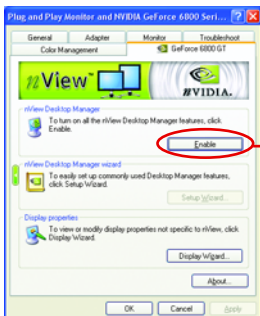 Plug and Play Monitor and NVIDIA GeForce 6800 Seri...
General
Adapter
Monitor
Troubleshoot
Color Management
GeForce 6800 GT
nView
NVIDIA.
nView Desktop Manager
To turn on all the nView Desktop Manager features, click
Enable.
Enable
nView Desktop Manager wizard
To easily set up commonly used Desktop Manager features,
click Setup Wizard.
Setup Wizard...
Display properties
To view or modify display properties not specific to nView, click
Display Wizard.
Display Wizard...
About...
OK
Cancel
Apply